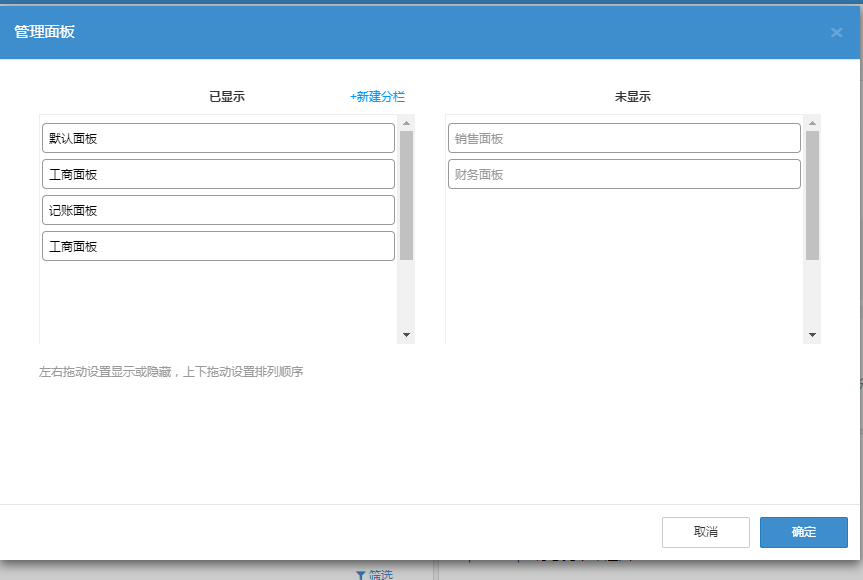 管理面板
已显示 +新建分栏 未显示
默认面板
工商面板
记账面板
工商面板
销售面板
财务面板
左右拖动设置显示或隐藏，上下拖动设置排列顺序
取消 确定
筛选